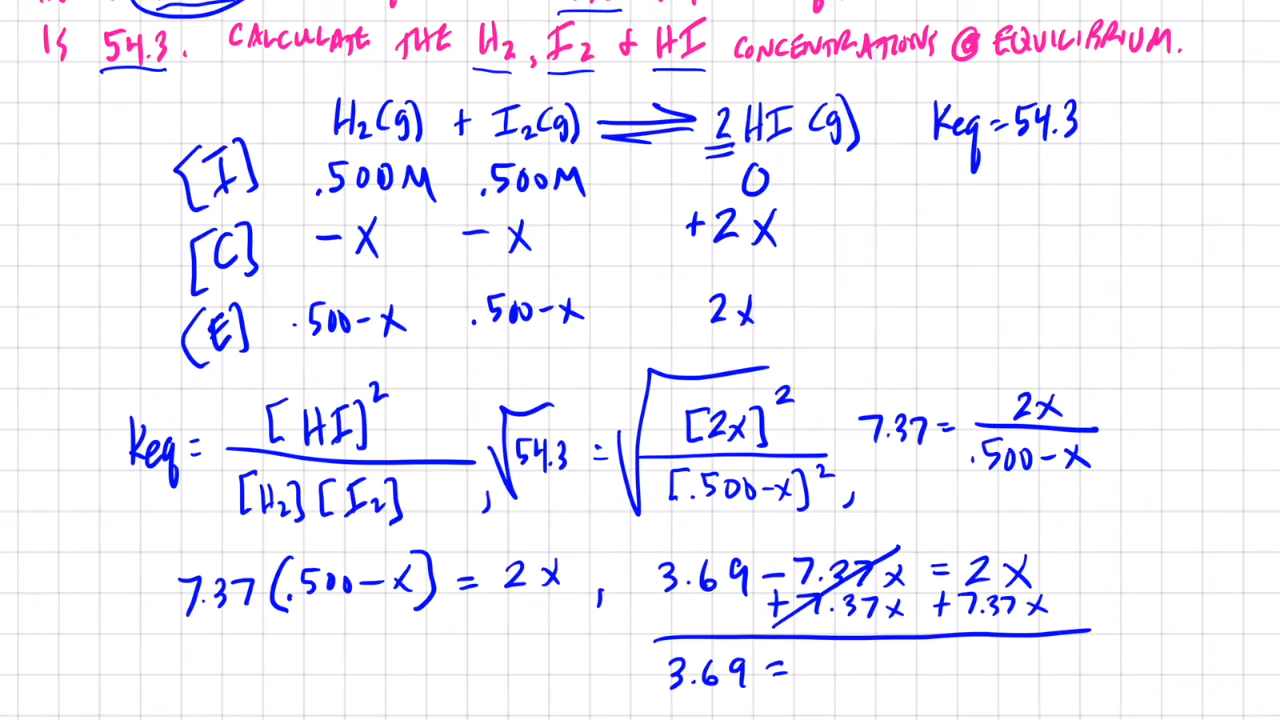 IS 54.3. CALCULATE THE H₂, I₂ & HI CONCENTRATIONS @ EQUILIBRIUM.
H₂(g) + I₂(g) ⇌ 2HI(g) Keq=54.3
[I] .500M .500M 0
[C] -X -X +2X
[E] .500-X .500-X 2X
Keq = [HI]² / [H₂][I₂], √54.3 = √([2x]² / [.500-x]²), 7.37 = 2x / .500-x
7.37(.500-x) = 2x, 3.69 - 7.37x = 2x
+7.37x +7.37x
3.69 =